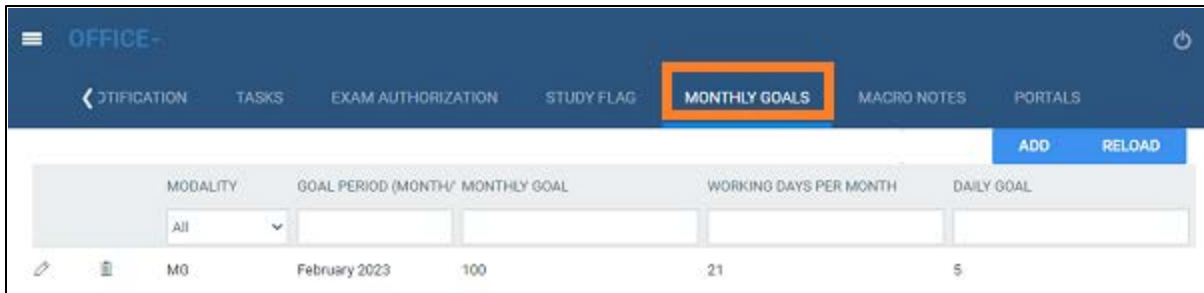 OFFICE-
OTIFICATION TASKS EXAM AUTHORIZATION STUDY FLAG MONTHLY GOALS MACRO NOTES PORTALS
ADD RELOAD
MODALITY GOAL PERIOD (MONTH/ MONTHLY GOAL WORKING DAYS PER MONTH DAILY GOAL
All
MG February 2023 100 21 5